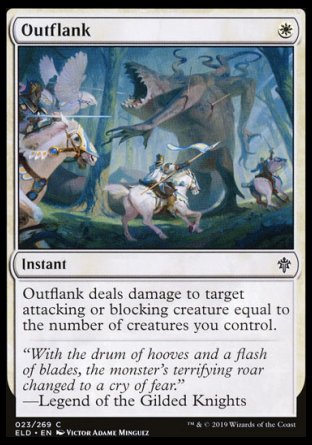 Outflank
Instant
Outflank deals damage to target
attacking or blocking creature equal to
the number of creatures you control.
“With the drum of hooves and a flash
of blades, the monster’s terrifying roar
changed to a cry of fear.”
—Legend of the Gilded Knights
023/269 C
ELD • EN Victor Adame Minguez
™ & © 2019 Wizards of the Coast